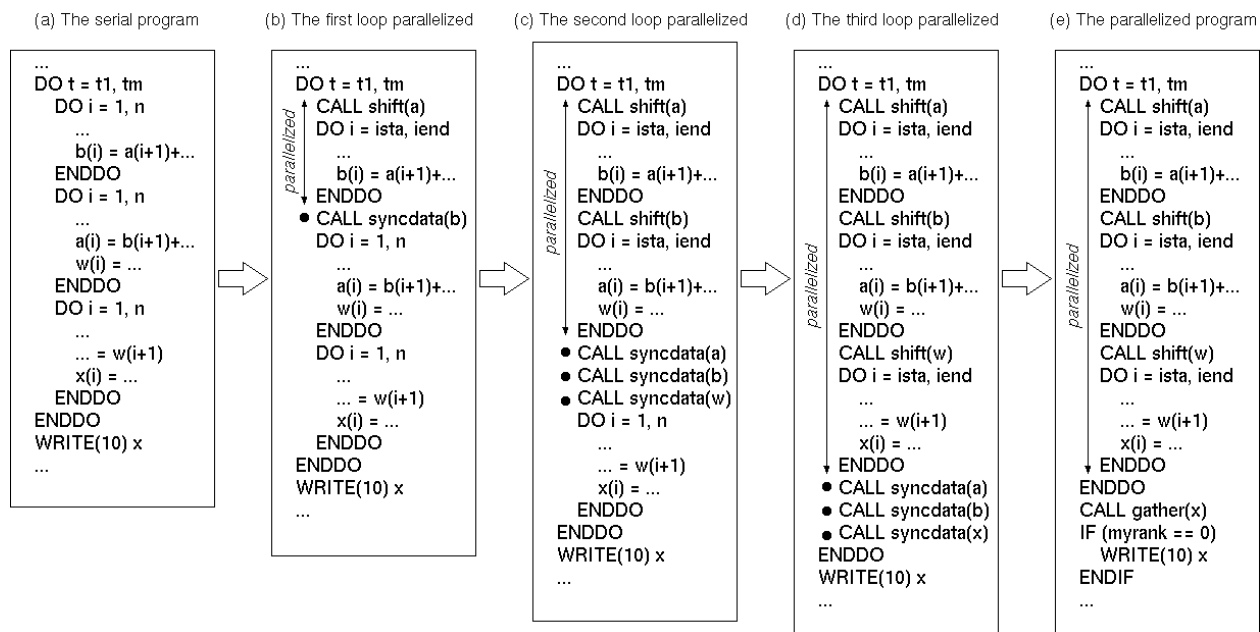 (a) The serial program
...
DO t = t1, tm
DO i = 1, n
...
b(i) = a(i+1)+...
ENDDO
DO i = 1, n
...
a(i) = b(i+1)+...
w(i) = ...
ENDDO
DO i = 1, n
...
... = w(i+1)
x(i) = ...
ENDDO
ENDDO
WRITE(10) x
...
(b) The first loop parallelized
...
DO t = t1, tm
CALL shift(a)
DO i = ista, iend
...
b(i) = a(i+1)+...
ENDDO
parallelized
● CALL syncdata(b)
DO i = 1, n
...
a(i) = b(i+1)+...
w(i) = ...
ENDDO
DO i = 1, n
...
... = w(i+1)
x(i) = ...
ENDDO
ENDDO
WRITE(10) x
...
(c) The second loop parallelized
...
DO t = t1, tm
CALL shift(a)
DO i = ista, iend
...
b(i) = a(i+1)+...
ENDDO
CALL shift(b)
DO i = ista, iend
...
a(i) = b(i+1)+...
w(i) = ...
ENDDO
parallelized
● CALL syncdata(a)
● CALL syncdata(b)
● CALL syncdata(w)
DO i = 1, n
...
... = w(i+1)
x(i) = ...
ENDDO
ENDDO
WRITE(10) x
...
(d) The third loop parallelized
...
DO t = t1, tm
CALL shift(a)
DO i = ista, iend
...
b(i) = a(i+1)+...
ENDDO
CALL shift(b)
DO i = ista, iend
...
a(i) = b(i+1)+...
w(i) = ...
ENDDO
CALL shift(w)
DO i = ista, iend
...
... = w(i+1)
x(i) = ...
ENDDO
parallelized
● CALL syncdata(a)
● CALL syncdata(b)
● CALL syncdata(x)
ENDDO
WRITE(10) x
...
(e) The parallelized program
...
DO t = t1, tm
CALL shift(a)
DO i = ista, iend
...
b(i) = a(i+1)+...
ENDDO
CALL shift(b)
DO i = ista, iend
...
a(i) = b(i+1)+...
w(i) = ...
ENDDO
CALL shift(w)
DO i = ista, iend
...
... = w(i+1)
x(i) = ...
ENDDO
parallelized
ENDDO
CALL gather(x)
IF (myrank == 0)
WRITE(10) x
ENDIF
...